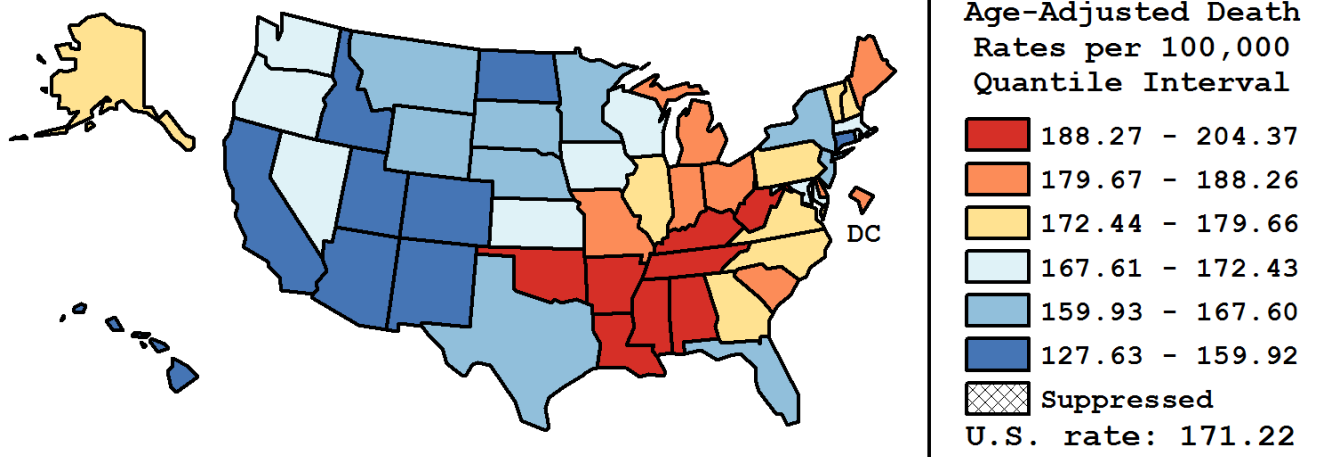 Age-Adjusted Death
Rates per 100,000
Quantile Interval
188.27 - 204.37
179.67 - 188.26
172.44 - 179.66
167.61 - 172.43
159.93 - 167.60
127.63 - 159.92
Suppressed
U.S. rate: 171.22
DC